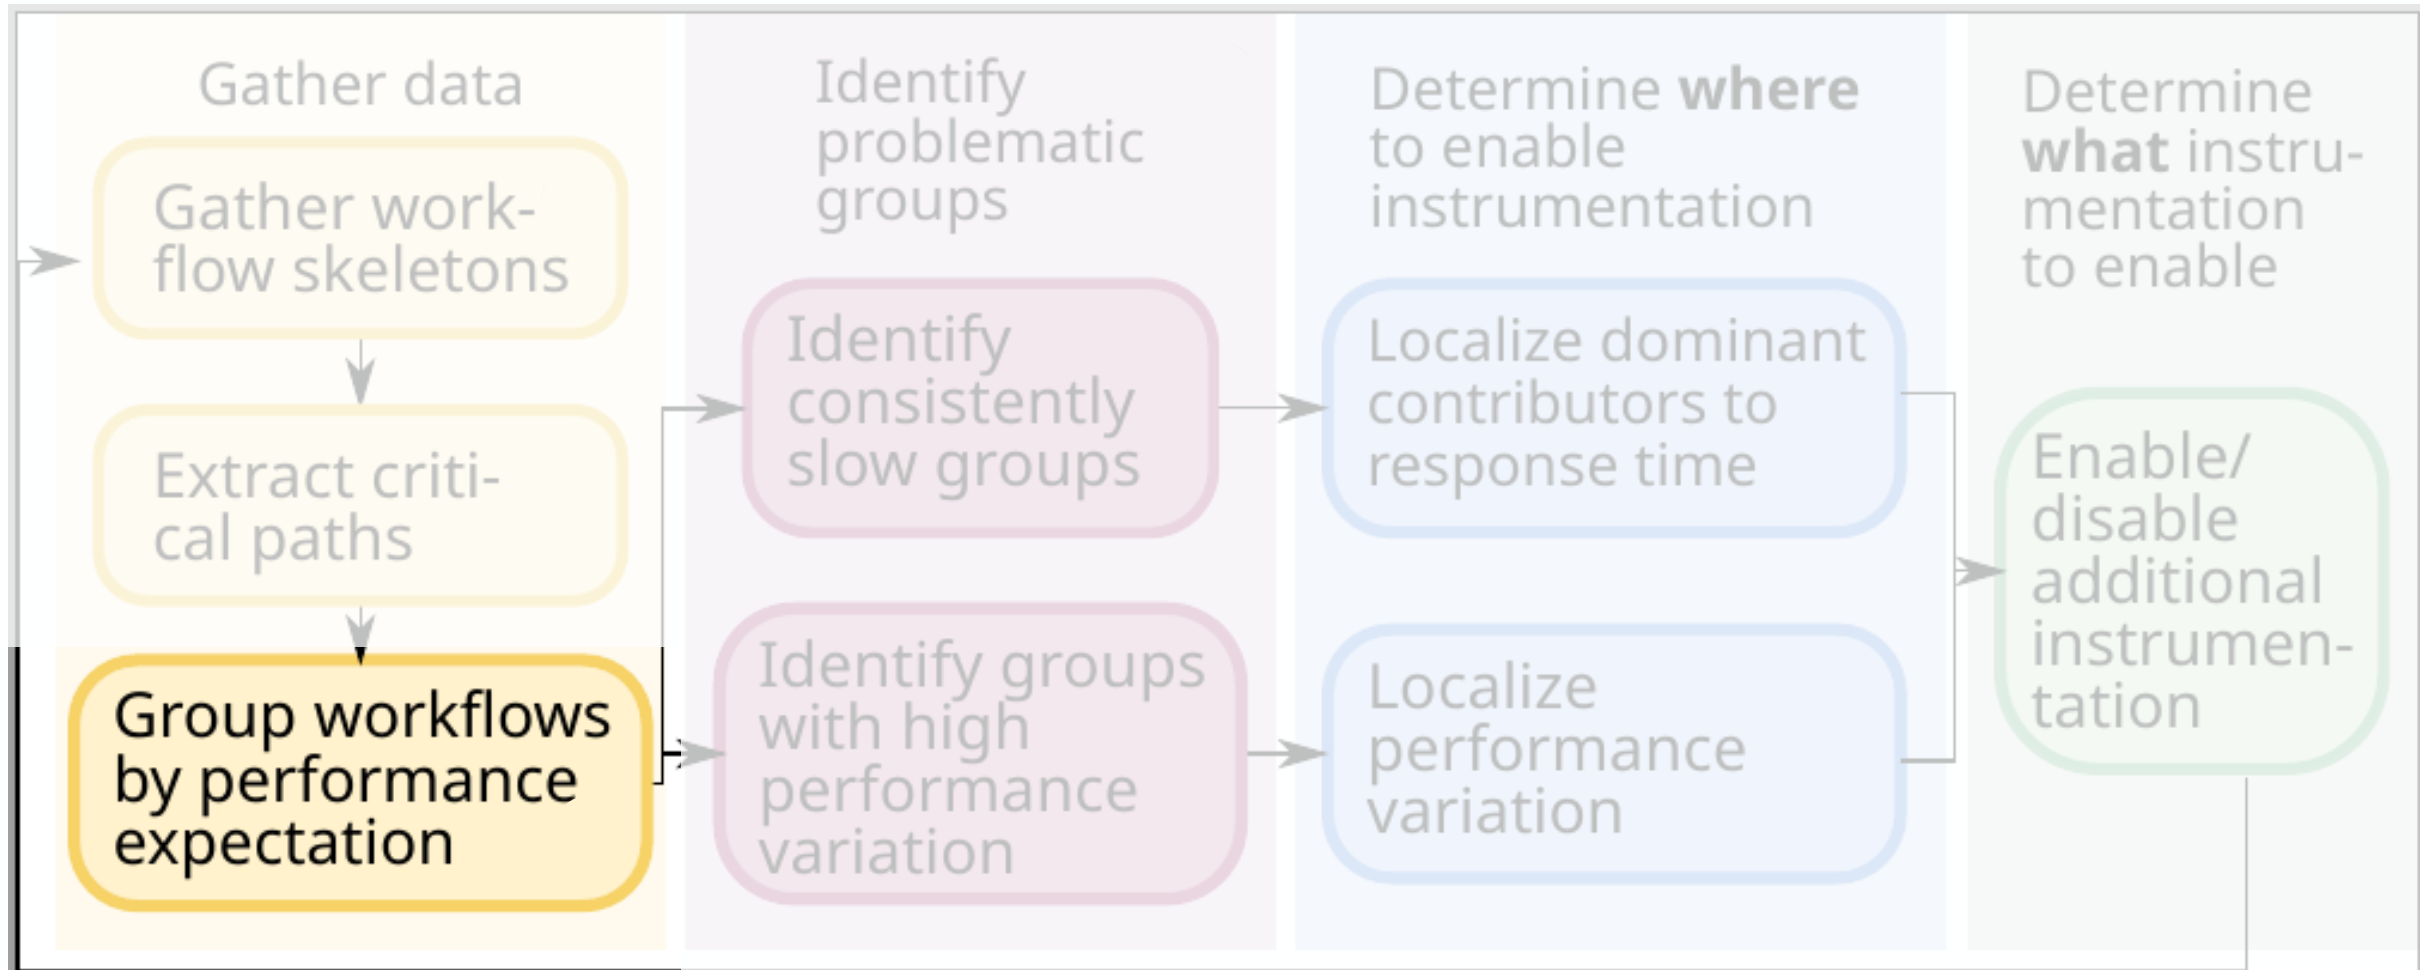 Gather data
Gather work-
flow skeletons
Extract criti-
cal paths
Group workflows
by performance
expectation
Identify
problematic
groups
Identify
consistently
slow groups
Identify groups
with high
performance
variation
Determine where
to enable
instrumentation
Localize dominant
contributors to
response time
Localize
performance
variation
Determine
what instru-
mentation
to enable
Enable/
disable
additional
instrumen-
tation